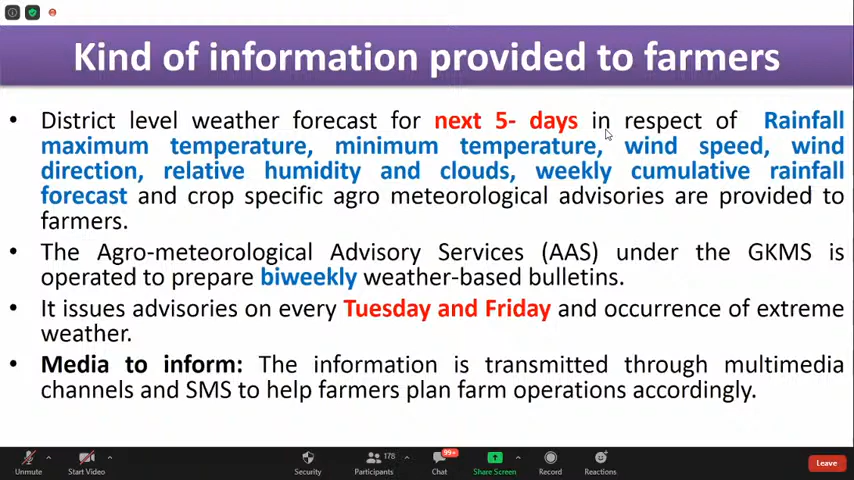 Kind of information provided to farmers
• District level weather forecast for next 5- days in respect of Rainfall
maximum temperature, minimum temperature, wind speed, wind
direction, relative humidity and clouds, weekly cumulative rainfall
forecast and crop specific agro meteorological advisories are provided to
farmers.
• The Agro-meteorological Advisory Services (AAS) under the GKMS is
operated to prepare biweekly weather-based bulletins.
• It issues advisories on every Tuesday and Friday and occurrence of extreme
weather.
• Media to inform: The information is transmitted through multimedia
channels and SMS to help farmers plan farm operations accordingly.
178
99+
Unmute Start Video Security Participants Chat Share Screen Record Reactions Leave